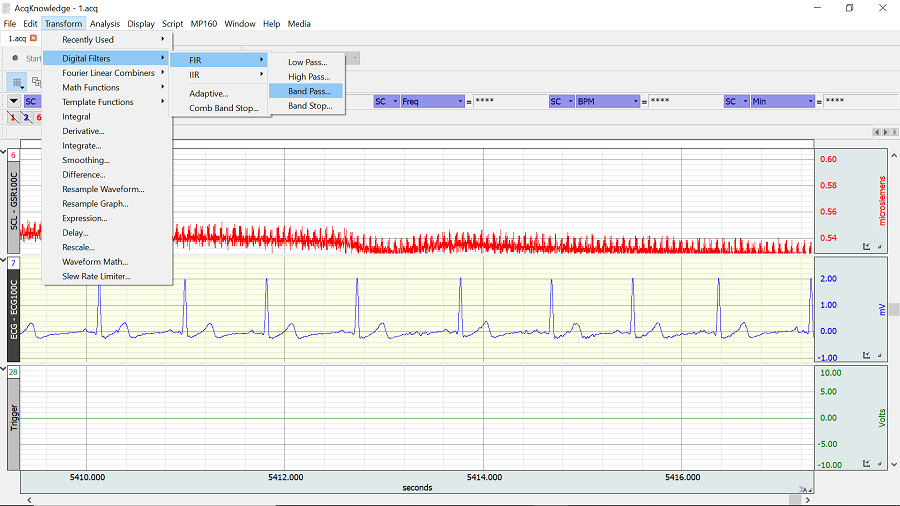 AcqKnowledge - 1.acq
File Edit Transform Analysis Display Script MP160 Window Help Media
1.acq
Start
Recently Used
Digital Filters
Fourier Linear Combiners
Math Functions
Template Functions
Integral
Derivative...
Integrate...
Smoothing...
Difference...
Resample Waveform...
Resample Graph...
Expression...
Delay...
Rescale...
Waveform Math...
Slew Rate Limiter...
FIR
IIR
Adaptive...
Comb Band Stop...
Low Pass...
High Pass...
Band Pass...
Band Stop...
SC SC Freq = **** SC BPM = **** SC Min = ****
1 2 6
6
SCL - GSR100C
0.60
0.58
0.56
0.54
microsiemens
7
ECG - ECG100C
2.00
1.00
0.00
-1.00
mV
28
Trigger
10.00
5.00
0.00
-5.00
-10.00
Volts
5410.000 5412.000 5414.000 5416.000
seconds